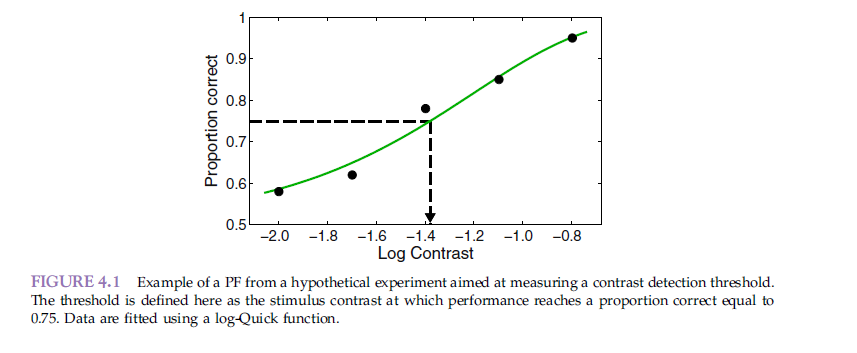 Proportion correct
1
0.9
0.8
0.7
0.6
0.5
−2.0 −1.8 −1.6 −1.4 −1.2 −1.0 −0.8
Log Contrast
FIGURE 4.1 Example of a PF from a hypothetical experiment aimed at measuring a contrast detection threshold.
The threshold is defined here as the stimulus contrast at which performance reaches a proportion correct equal to
0.75. Data are fitted using a log-Quick function.